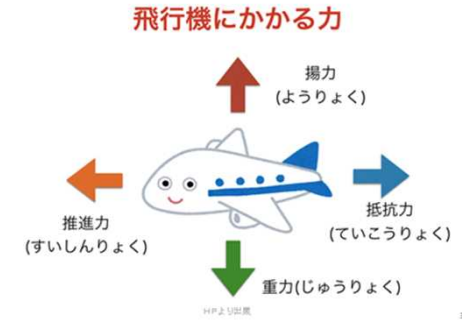 飛行機にかかる力
揚力
(ようりょく)
推進力
(すいしんりょく)
抵抗力
(ていこうりょく)
重力(じゅうりょく)
HPより出展